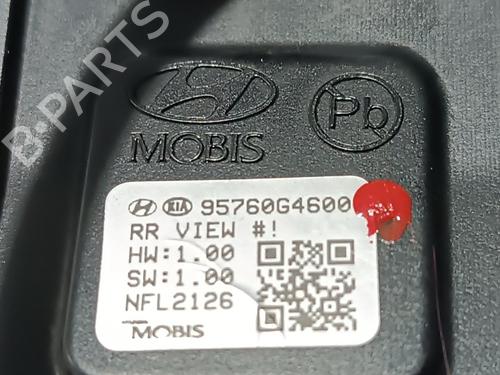 B-PARTS
Pb
MOBIS
KIA 95760G4600
RR VIEW #!
HW:1.00
SW:1.00
NFL2126
MOBIS